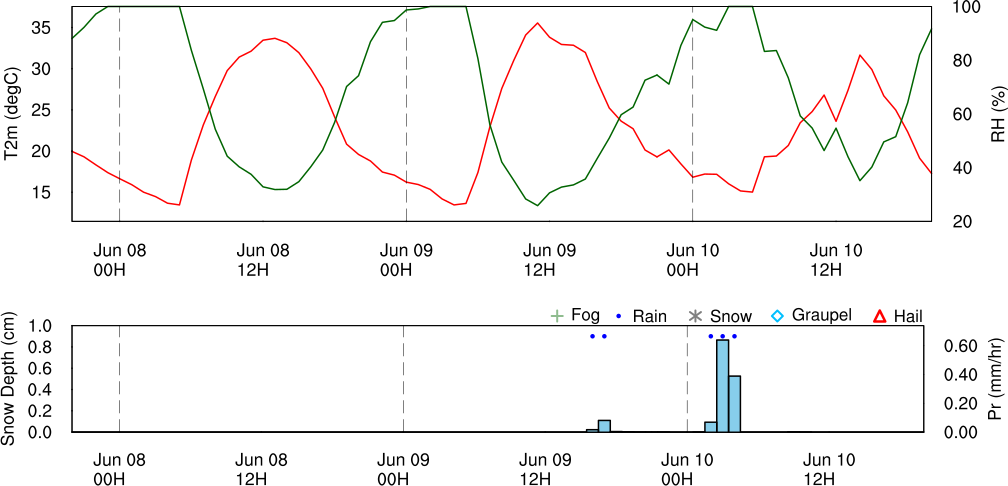 T2m (degC)
35
30
25
20
15
100
80
60
40
20
RH (%)
Jun 08 Jun 08 Jun 09 Jun 09 Jun 10 Jun 10
00H 12H 00H 12H 00H 12H
Fog Rain Snow Graupel Hail
Snow Depth (cm)
1.0
0.8
0.6
0.4
0.2
0.0
0.60
0.40
0.20
0.00
Pr (mm/hr)
Jun 08 Jun 08 Jun 09 Jun 09 Jun 10 Jun 10
00H 12H 00H 12H 00H 12H